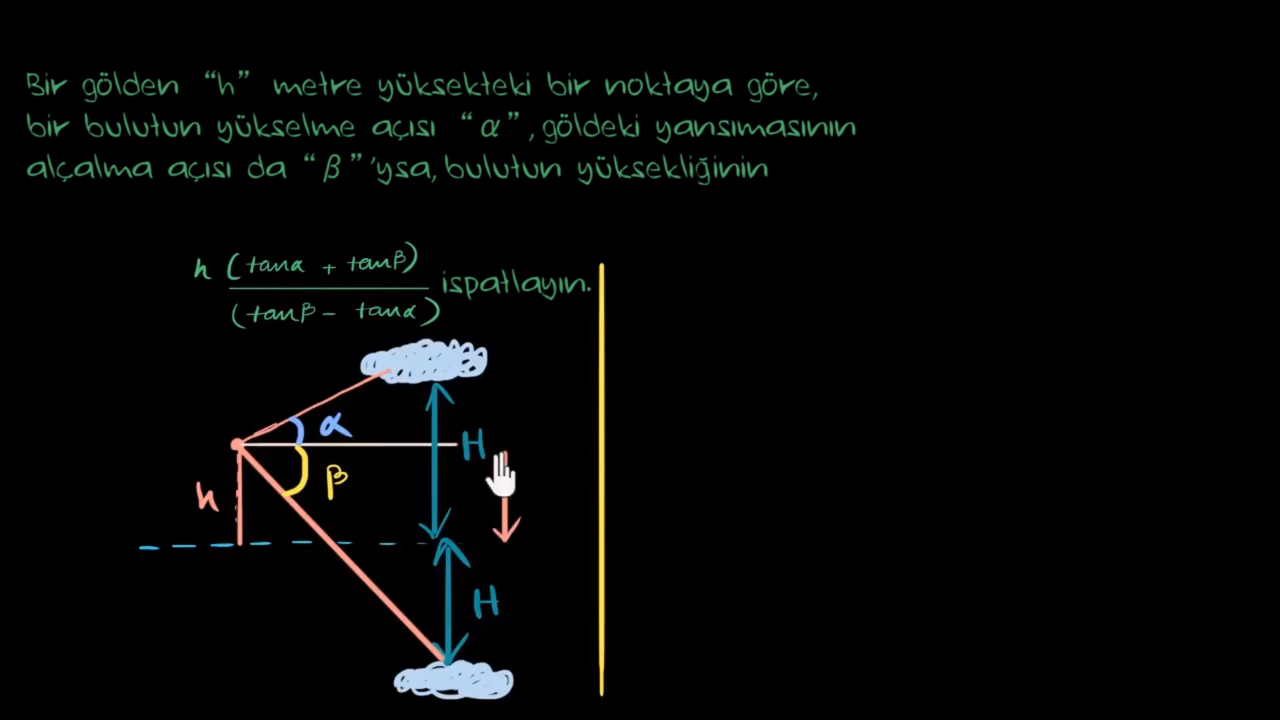 Bir gölden “h” metre yüksekteki bir noktaya göre,
bir bulutun yükselme açısı “α”, göldeki yansımasının
alçalma açısı da “β”'ysa, bulutun yüksekliğinin
h (tanα + tanβ)
(tanβ - tanα)
ispatlayın.
α
H
β
h
H